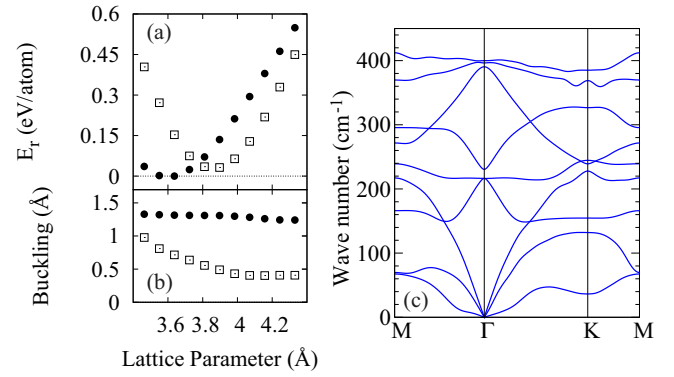 (a)
E_r (eV/atom)
0.6
0.45
0.3
0.15
0
(b)
Buckling (Å)
1.5
1
0.5
0
3.6 3.8 4 4.2
Lattice Parameter (Å)
(c)
Wave number (cm⁻¹)
400
300
200
100
0
M Γ K M